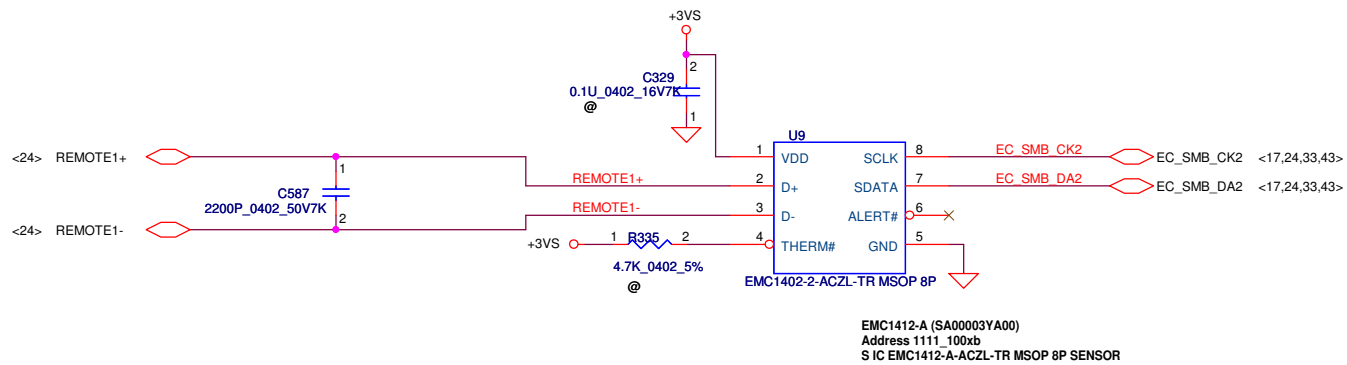 +3VS
2
C329
0.1U_0402_16V7K
@
1
U9
<24> REMOTE1+
1
C587
2200P_0402_50V7K
2
<24> REMOTE1-
REMOTE1+
REMOTE1-
+3VS
1 R335 2
4.7K_0402_5%
@
1 VDD SCLK 8 EC_SMB_CK2 EC_SMB_CK2 <17,24,33,43>
2 D+ SDATA 7 EC_SMB_DA2 EC_SMB_DA2 <17,24,33,43>
3 D- ALERT# 6
4 THERM# GND 5
EMC1402-2-ACZL-TR MSOP 8P
EMC1412-A (SA00003YA00)
Address 1111_100xb
S IC EMC1412-A-ACZL-TR MSOP 8P SENSOR